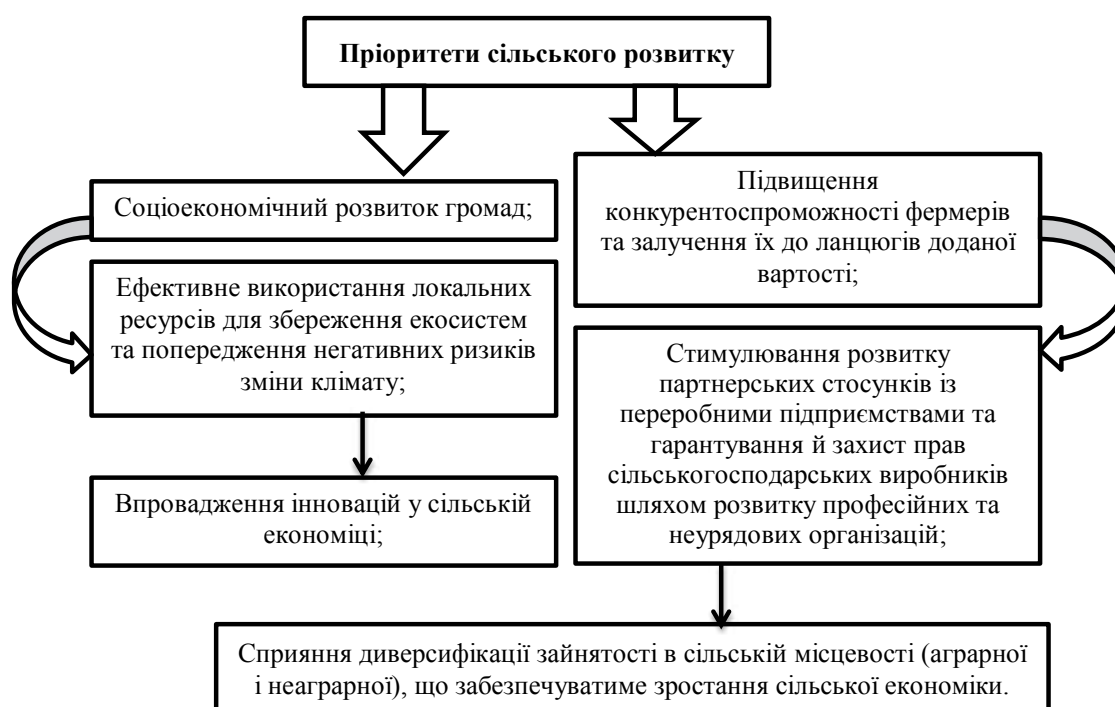 Пріоритети сільського розвитку
Соціоекономічний розвиток громад;
Ефективне використання локальних
ресурсів для збереження екосистем
та попередження негативних ризиків
зміни клімату;
Впровадження інновацій у сільській
економіці;
Підвищення
конкурентоспроможності фермерів
та залучення їх до ланцюгів доданої
вартості;
Стимулювання розвитку
партнерських стосунків із
переробними підприємствами та
гарантування й захист прав
сільськогосподарських виробників
шляхом розвитку професійних та
неурядових організацій;
Сприяння диверсифікації зайнятості в сільській місцевості (аграрної
і неаграрної), що забезпечуватиме зростання сільської економіки.